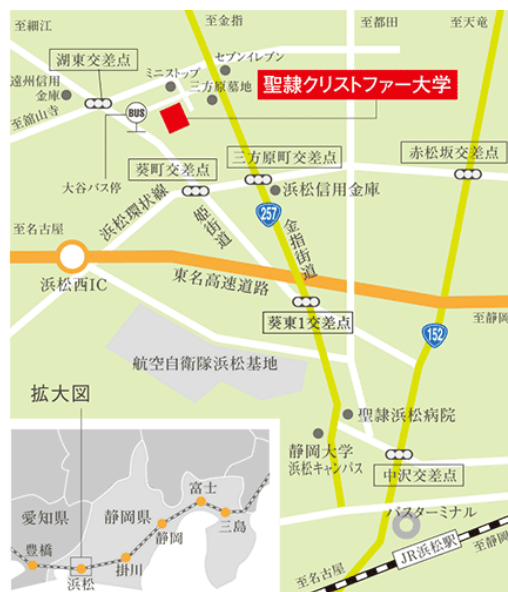 至細江
至金指
至都田
至天竜
湖東交差点
セブンイレブン
ミニストップ
遠州信用
金庫
三方原墓地
聖隷クリストファー大学
BUS
至舘山寺
大谷バス停
葵町交差点
三方原町交差点
赤松坂交差点
浜松信用金庫
浜松環状線
姫街道
257
金指街道
至名古屋
浜松西IC
東名高速道路
葵東1交差点
至静岡
152
航空自衛隊浜松基地
拡大図
聖隷浜松病院
静岡大学
浜松キャンパス
中沢交差点
バスターミナル
JR浜松駅
至静岡
至名古屋
愛知県
静岡県
富士
静岡
三島
豊橋
掛川
浜松